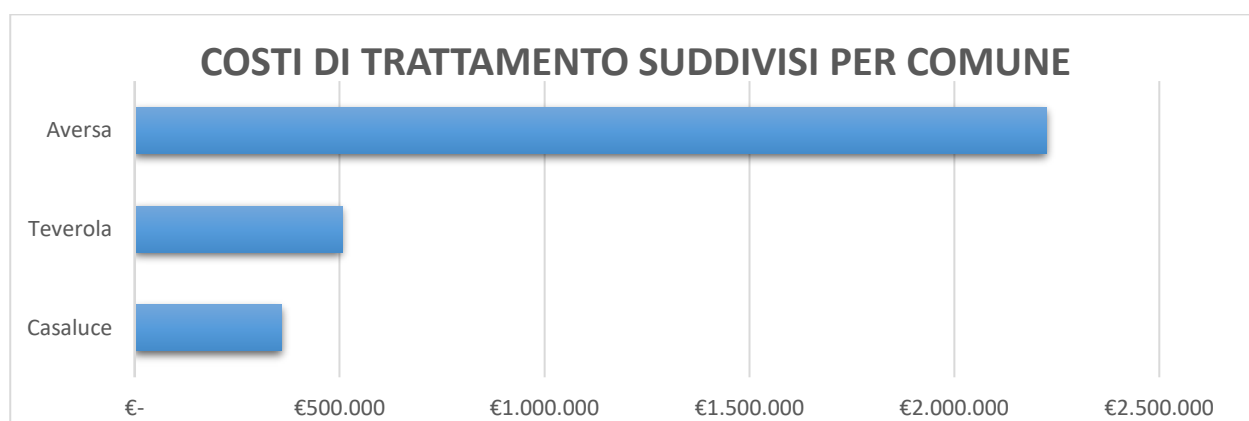 COSTI DI TRATTAMENTO SUDDIVISI PER COMUNE
Aversa
Teverola
Casaluce
€- €500.000 €1.000.000 €1.500.000 €2.000.000 €2.500.000